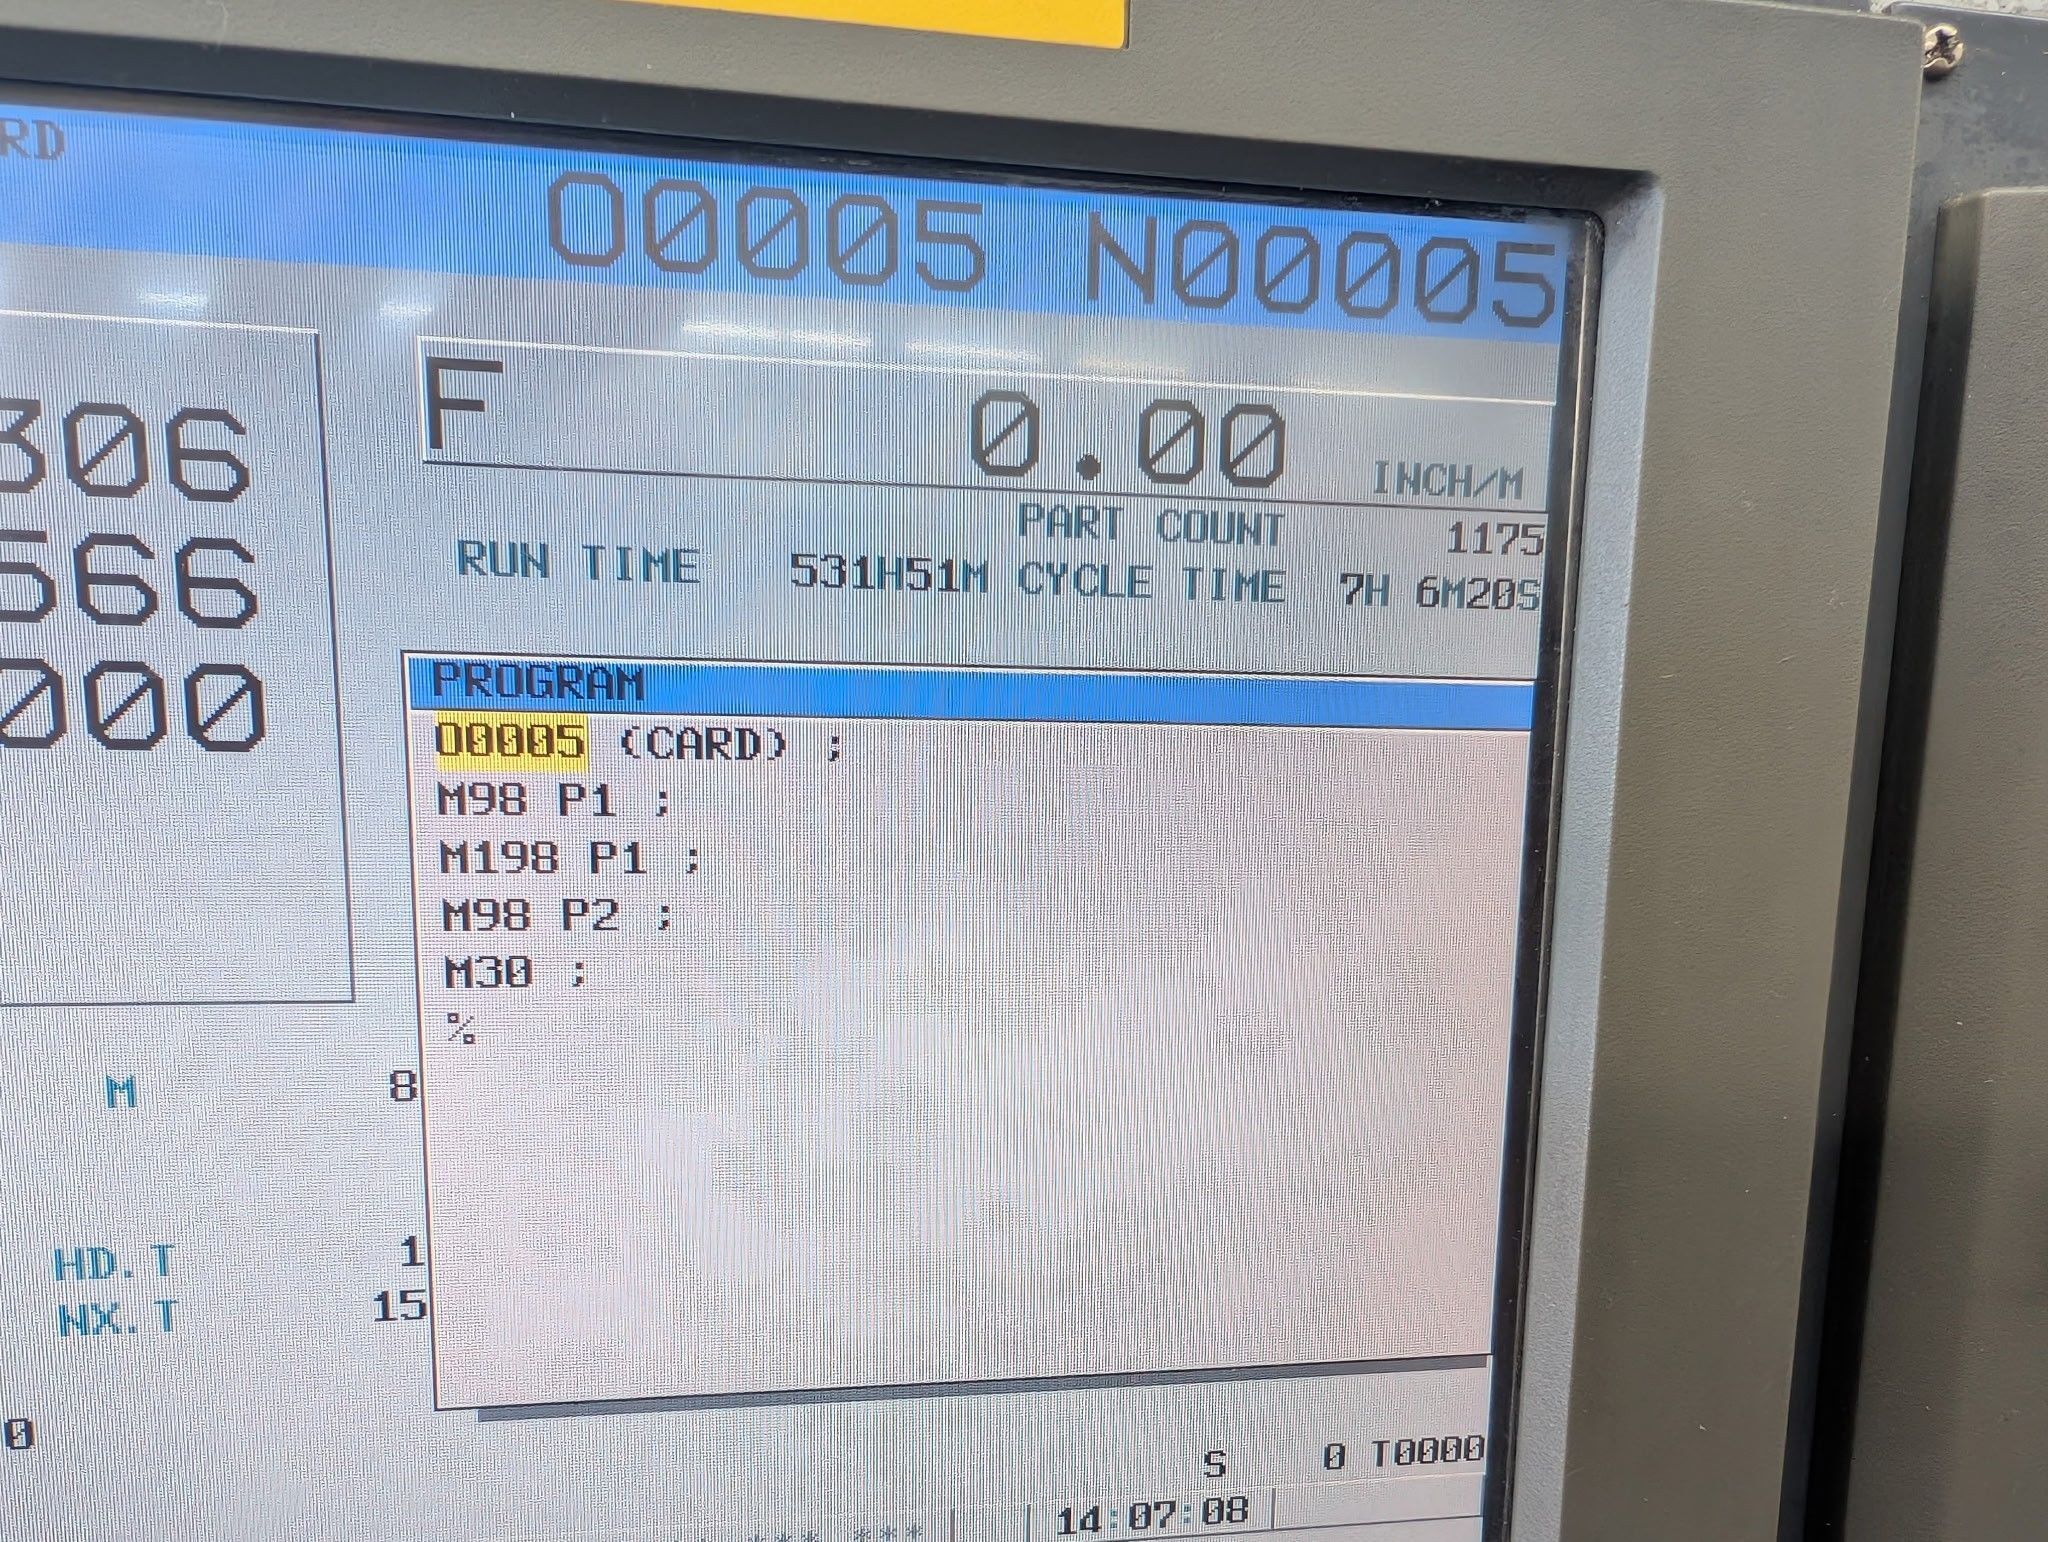 RD
O0005 N00005
306
566
000
F 0.00 INCH/M
PART COUNT 1175
RUN TIME 531H51M CYCLE TIME 7H 6M20S
PROGRAM
O0005 (CARD) ;
M98 P1 ;
M198 P1 ;
M98 P2 ;
M30 ;
%
M 8
HD.T 1
NX.T 15
0
S 0 T0000
*** ***
14:07:08